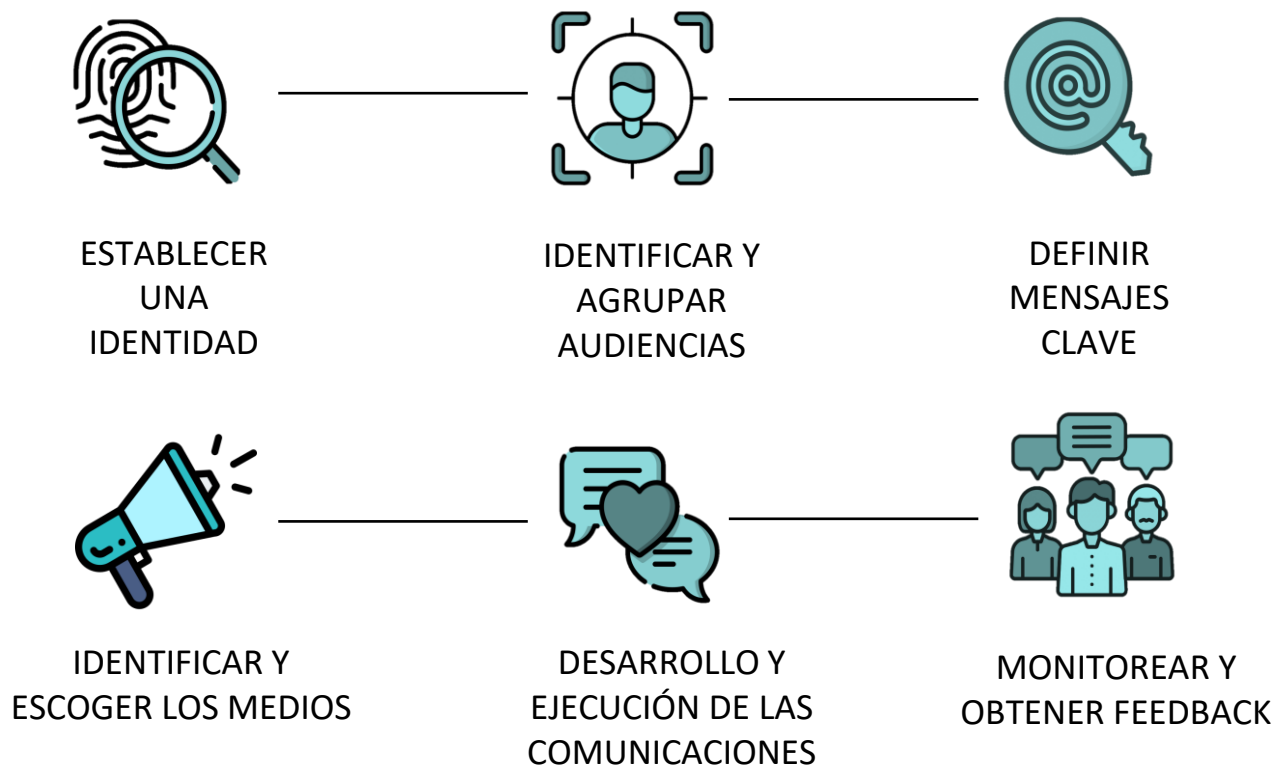 ESTABLECER
UNA
IDENTIDAD
IDENTIFICAR Y
AGRUPAR
AUDIENCIAS
DEFINIR
MENSAJES
CLAVE
IDENTIFICAR Y
ESCOGER LOS MEDIOS
DESARROLLO Y
EJECUCIÓN DE LAS
COMUNICACIONES
MONITOREAR Y
OBTENER FEEDBACK